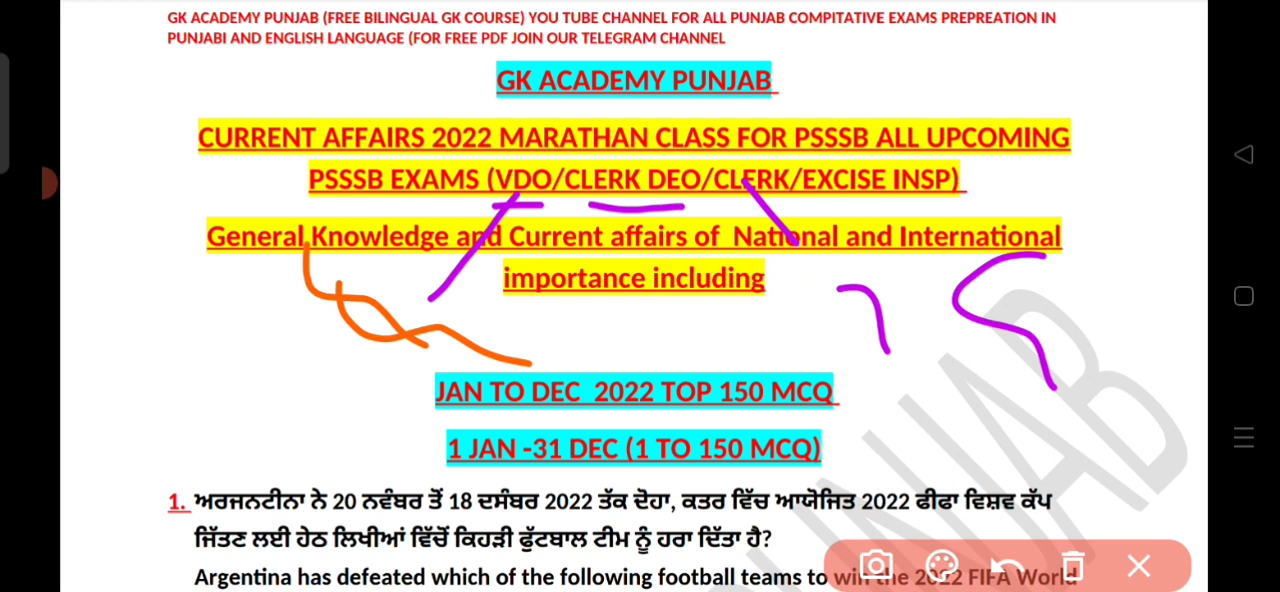 GK ACADEMY PUNJAB (FREE BILINGUAL GK COURSE) YOU TUBE CHANNEL FOR ALL PUNJAB COMPITATIVE EXAMS PREPREATION IN
PUNJABI AND ENGLISH LANGUAGE (FOR FREE PDF JOIN OUR TELEGRAM CHANNEL
GK ACADEMY PUNJAB
CURRENT AFFAIRS 2022 MARATHAN CLASS FOR PSSSB ALL UPCOMING
PSSSB EXAMS (VDO/CLERK DEO/CLERK/EXCISE INSP)
General Knowledge and Current affairs of National and International
importance including
JAN TO DEC 2022 TOP 150 MCQ
1 JAN -31 DEC (1 TO 150 MCQ)
1. ਅਰਜਨਟੀਨਾ ਨੇ 20 ਨਵੰਬਰ ਤੋਂ 18 ਦਸੰਬਰ 2022 ਤੱਕ ਦੋਹਾ, ਕਤਰ ਵਿੱਚ ਆਯੋਜਿਤ 2022 ਫੀਫਾ ਵਿਸ਼ਵ ਕੱਪ
ਜਿੱਤਣ ਲਈ ਹੇਠ ਲਿਖੀਆਂ ਵਿੱਚੋਂ ਕਿਹੜੀ ਫੁੱਟਬਾਲ ਟੀਮ ਨੂੰ ਹਰਾ ਦਿੱਤਾ ਹੈ?
Argentina has defeated which of the following football teams to win the 2022 FIFA World